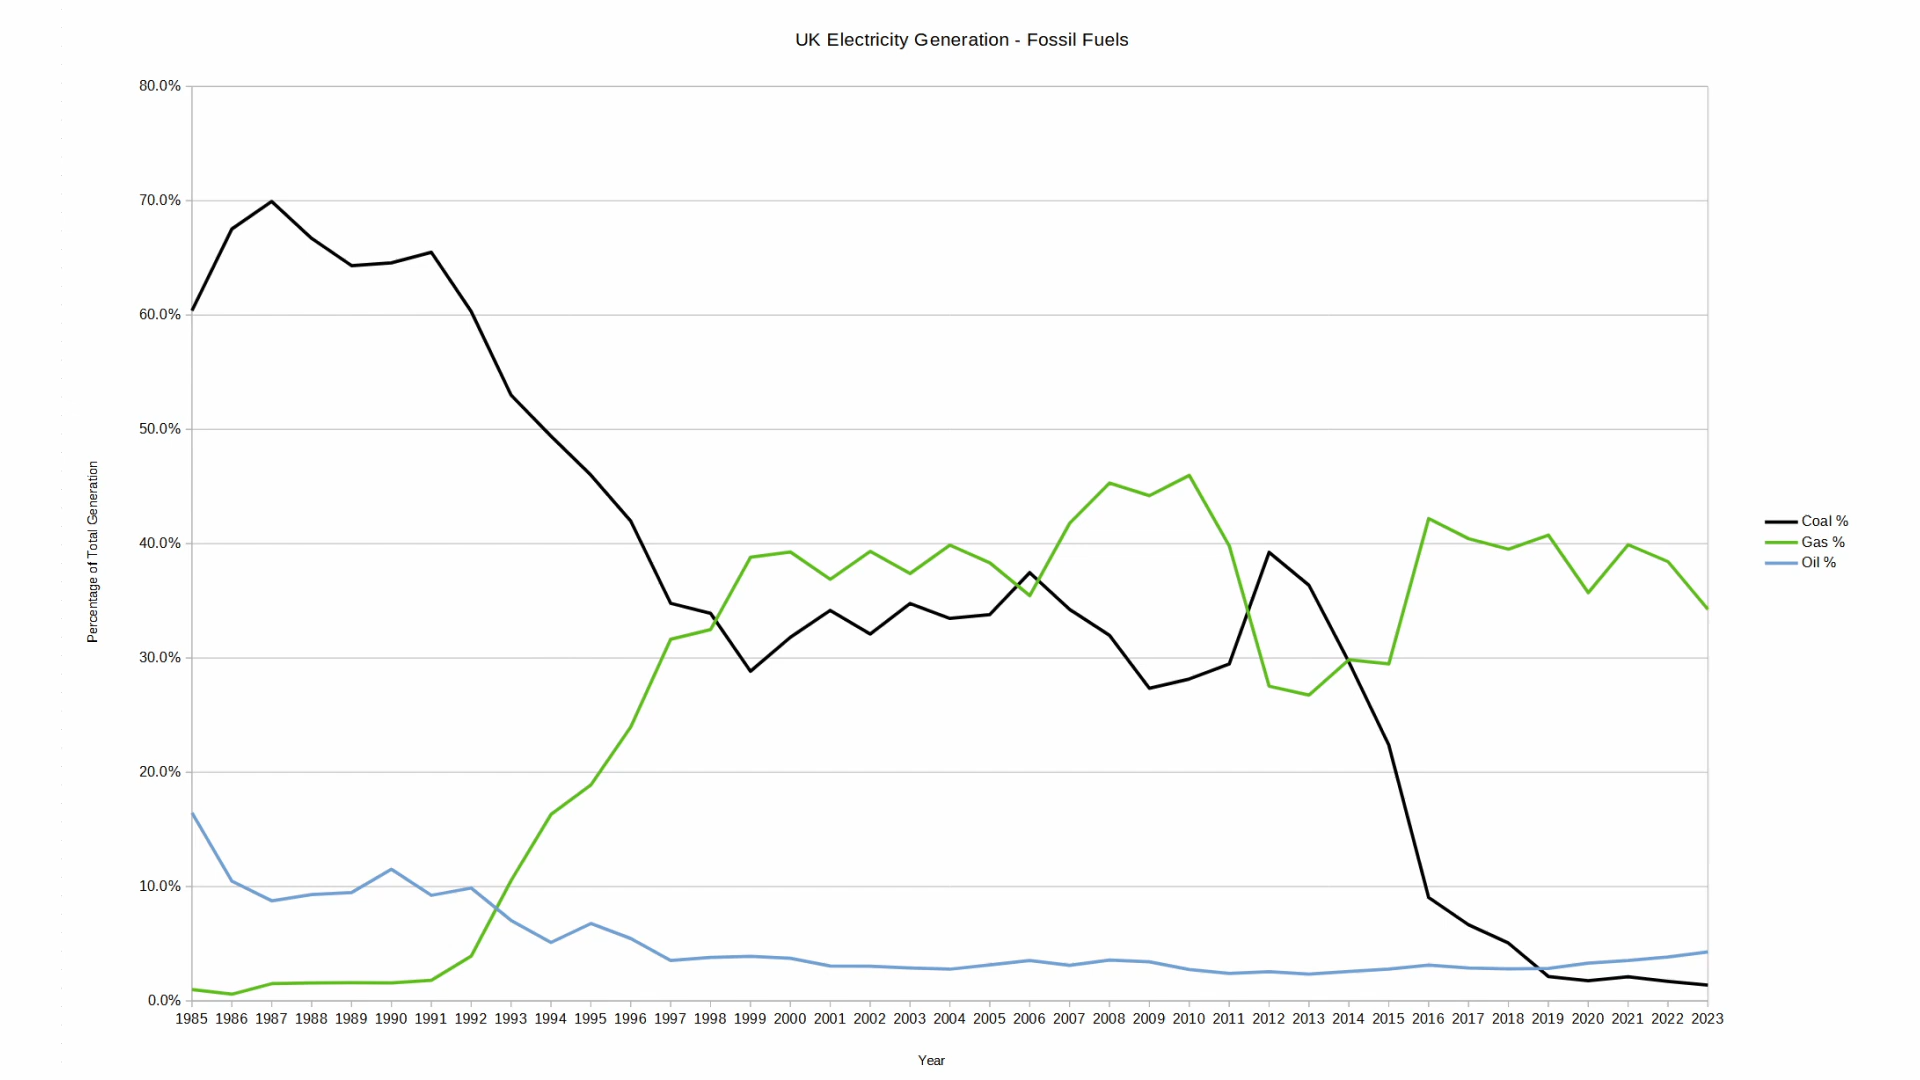 UK Electricity Generation - Fossil Fuels
80.0%
70.0%
60.0%
50.0%
40.0%
30.0%
20.0%
10.0%
0.0%
Percentage of Total Generation
1985 1986 1987 1988 1989 1990 1991 1992 1993 1994 1995 1996 1997 1998 1999 2000 2001 2002 2003 2004 2005 2006 2007 2008 2009 2010 2011 2012 2013 2014 2015 2016 2017 2018 2019 2020 2021 2022 2023
Year
Coal %
Gas %
Oil %